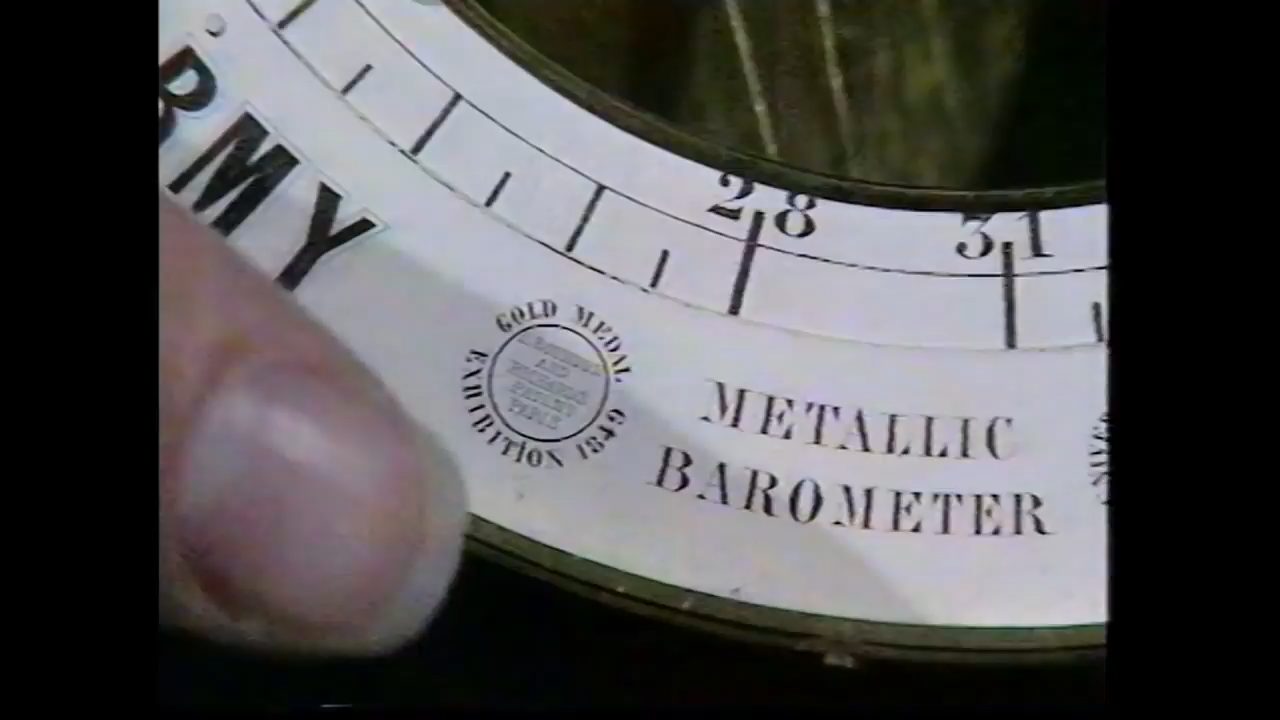 28 31
RMY
GOLD MEDAL
EXHIBITION 1849
METALLIC
BAROMETER